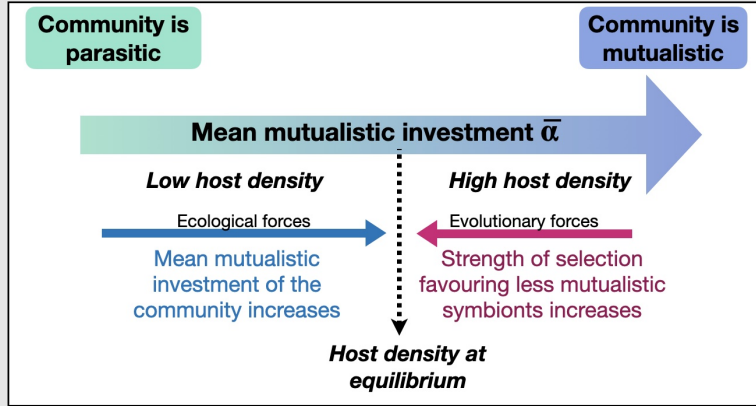 Community is
parasitic
Community is
mutualistic
Mean mutualistic investment ᾱ
Low host density
High host density
Ecological forces
Evolutionary forces
Mean mutualistic
investment of the
community increases
Strength of selection
favouring less mutualistic
symbionts increases
Host density at
equilibrium